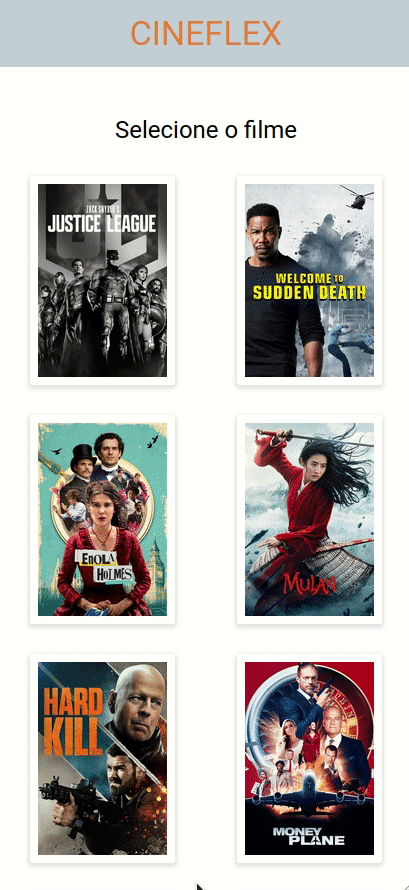 CINEFLEX
Selecione o filme
ZACK SNYDER'S
JUSTICE LEAGUE
WELCOME TO
SUDDEN DEATH
ENOLA
HOLMES
MULAN
HARD
KILL
MONEY
PLANE